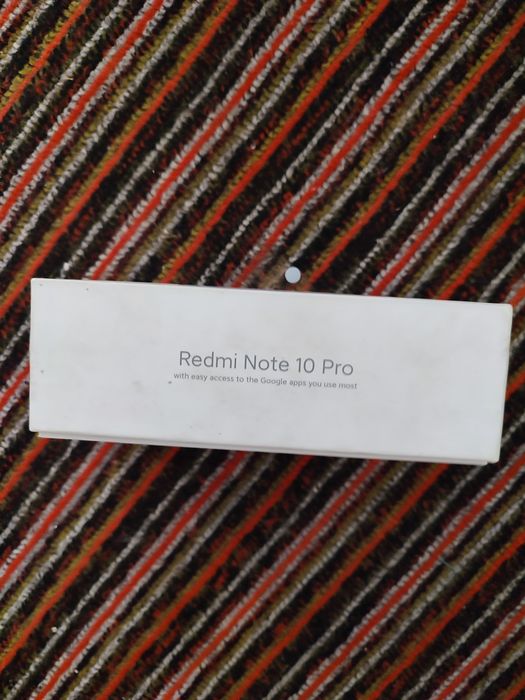 Redmi Note 10 Pro
with easy access to the Google apps you use most